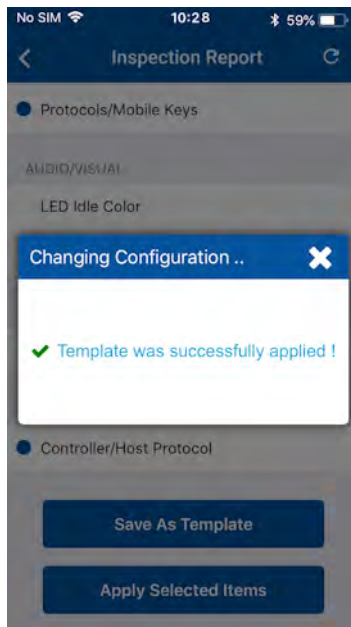 No SIM 10:28 59%
Inspection Report
Protocols/Mobile Keys
AUDIO/VISUAL
LED Idle Color
Changing Configuration ..
Template was successfully applied !
Controller/Host Protocol
Save As Template
Apply Selected Items